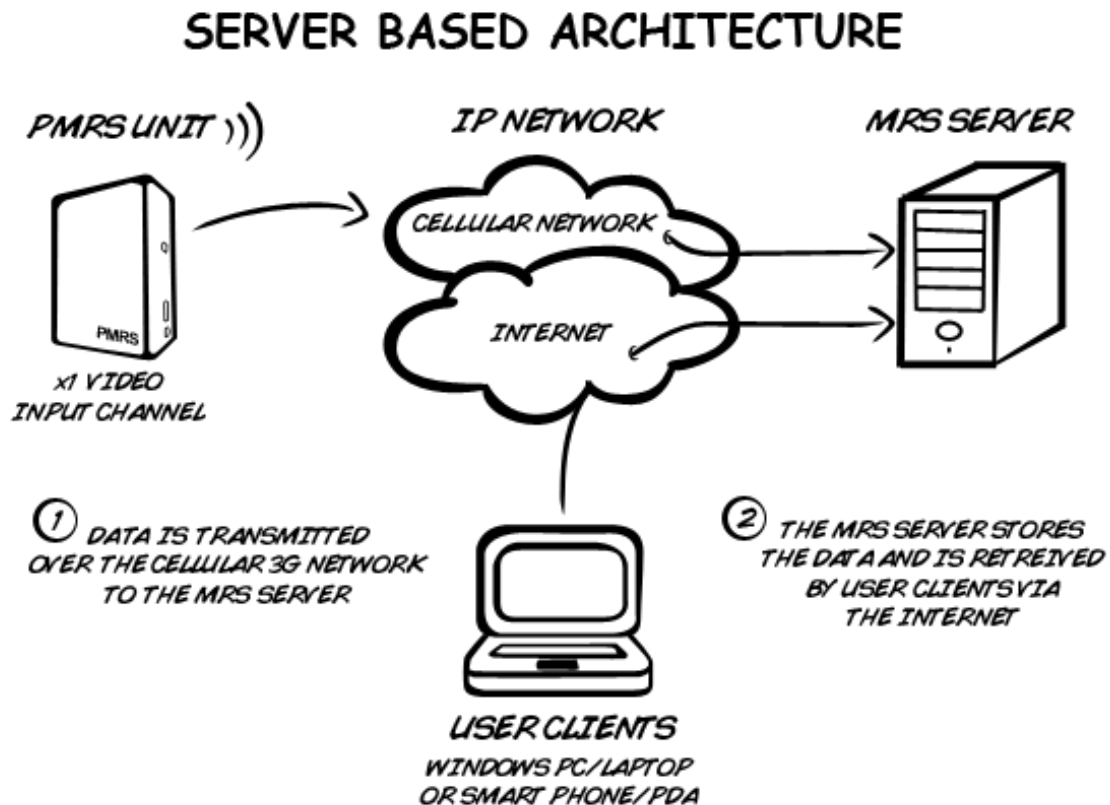 SERVER BASED ARCHITECTURE
PMRS UNIT
IP NETWORK
MRS SERVER
CELLULAR NETWORK
INTERNET
PMRS
x1 VIDEO
INPUT CHANNEL
1 DATA IS TRANSMITTED
OVER THE CELLULAR 3G NETWORK
TO THE MRS SERVER
2 THE MRS SERVER STORES
THE DATA AND IS RETREIVED
BY USER CLIENTS VIA
THE INTERNET
USER CLIENTS
WINDOWS PC/LAPTOP
OR SMART PHONE/PDA